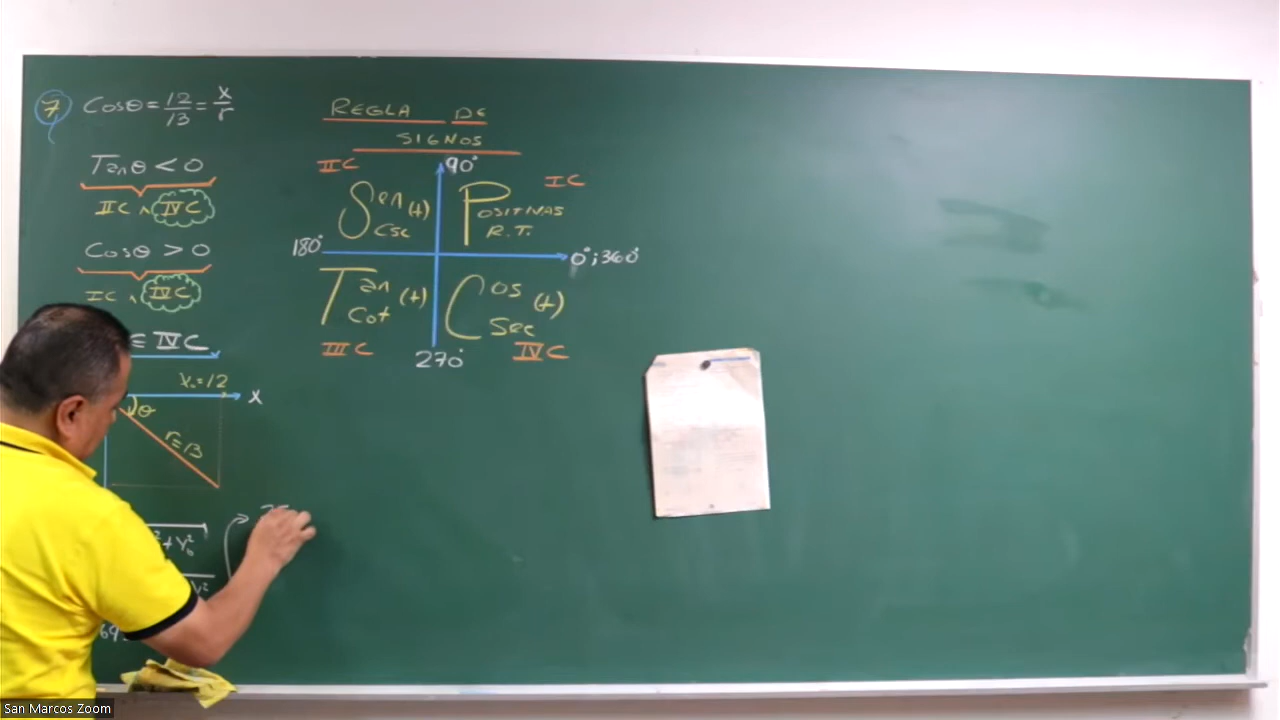 7
Cosθ = 12/13 = x/r
Tanθ < 0
IIC ∧ IVC
Cosθ > 0
IC ∧ IVC
∈ IVC
x₀=12
x
θ
r=13
REGLA DE
SIGNOS
IIC
90°
IC
Sen (+)
Csc
POSITIVAS
R.T.
180°
0°;360°
Tan (+)
Cot
Cos (+)
Sec
IIIC
270°
IVC
San Marcos Zoom